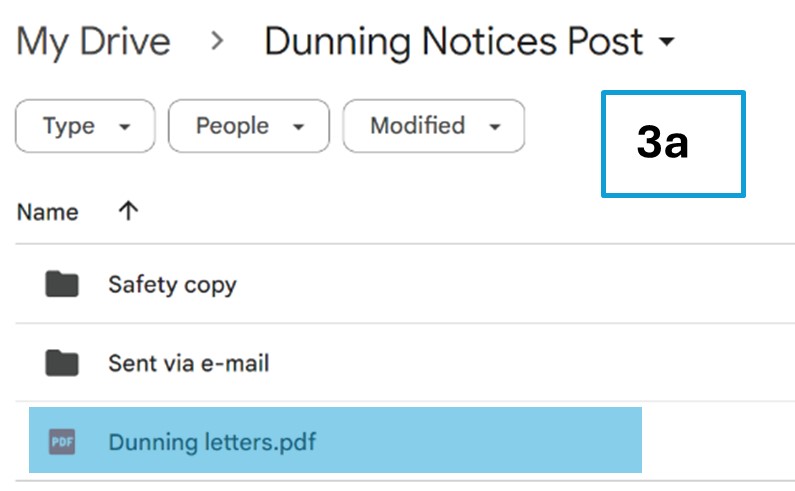 My Drive > Dunning Notices Post
Type People Modified
3a
Name
Safety copy
Sent via e-mail
PDF Dunning letters.pdf